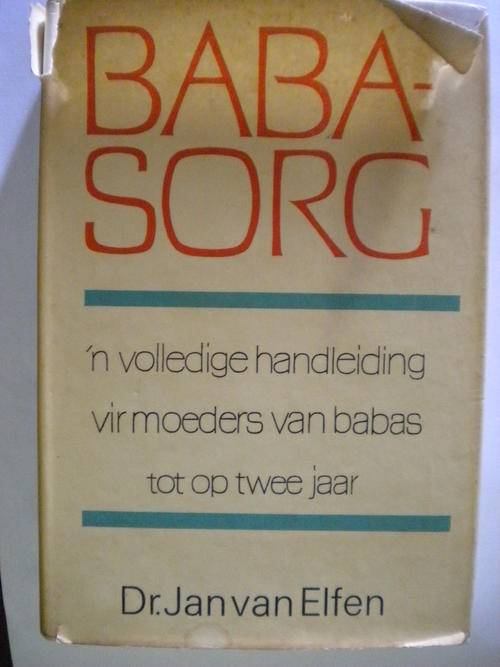 BABA-
SORG
'n volledige handleiding
vir moeders van babas
tot op twee jaar
Dr. Jan van Elfen